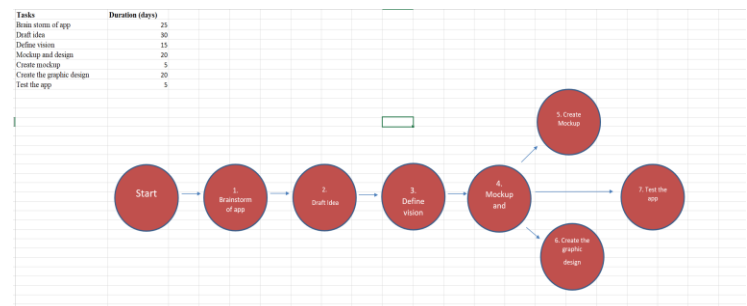 Tasks Duration (days)
Brain storm of app 25
Draft idea 30
Define vision 15
Mockup and design 20
Create mockup 5
Create the graphic design 20
Test the app 5
5. Create
Mockup
Start
1.
Brainstorm
of app
2.
Draft Idea
3.
Define
vision
4.
Mockup
and
7. Test the
app
6. Create the
graphic
design